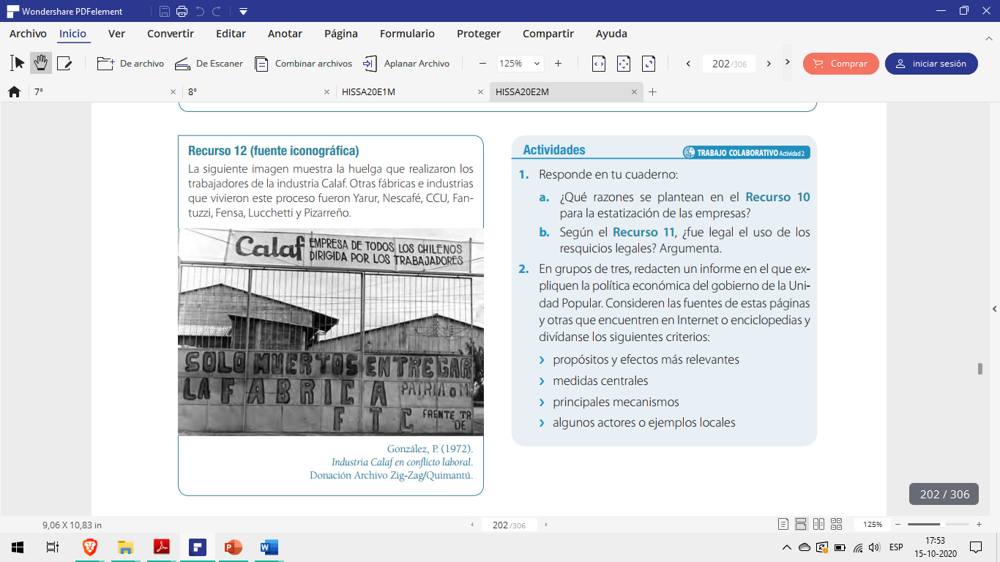 Wondershare PDFelement
Archivo Inicio Ver Convertir Editar Anotar Página Formulario Proteger Compartir Ayuda
De archivo De Escaner Combinar archivos Aplanar Archivo 125% 202 /306 Comprar iniciar sesión
7° 8° HISSA20E1M HISSA20E2M
Recurso 12 (fuente iconográfica)
La siguiente imagen muestra la huelga que realizaron los
trabajadores de la industria Calaf. Otras fábricas e industrias
que vivieron este proceso fueron Yarur, Nescafé, CCU, Fan-
tuzzi, Fensa, Lucchetti y Pizarreño.
Calaf EMPRESA DE TODOS LOS CHILENOS
DIRIGIDA POR LOS TRABAJADORES
SOLO MUERTOS ENTREGAR
LA FABRICA PATRIA O M
F T C FRENTE TR
DE
González, P. (1972).
Industria Calaf en conflicto laboral.
Donación Archivo Zig-Zag/Quimantú.
Actividades
TRABAJO COLABORATIVO Actividad 2
1. Responde en tu cuaderno:
a. ¿Qué razones se plantean en el Recurso 10
para la estatización de las empresas?
b. Según el Recurso 11, ¿fue legal el uso de los
resquicios legales? Argumenta.
2. En grupos de tres, redacten un informe en el que ex-
pliquen la política económica del gobierno de la Uni-
dad Popular. Consideren las fuentes de estas páginas
y otras que encuentren en Internet o enciclopedias y
divídanse los siguientes criterios:
› propósitos y efectos más relevantes
› medidas centrales
› principales mecanismos
› algunos actores o ejemplos locales
202 / 306
9,06 X 10,83 in 202 /306 125%
ESP 17:53
15-10-2020